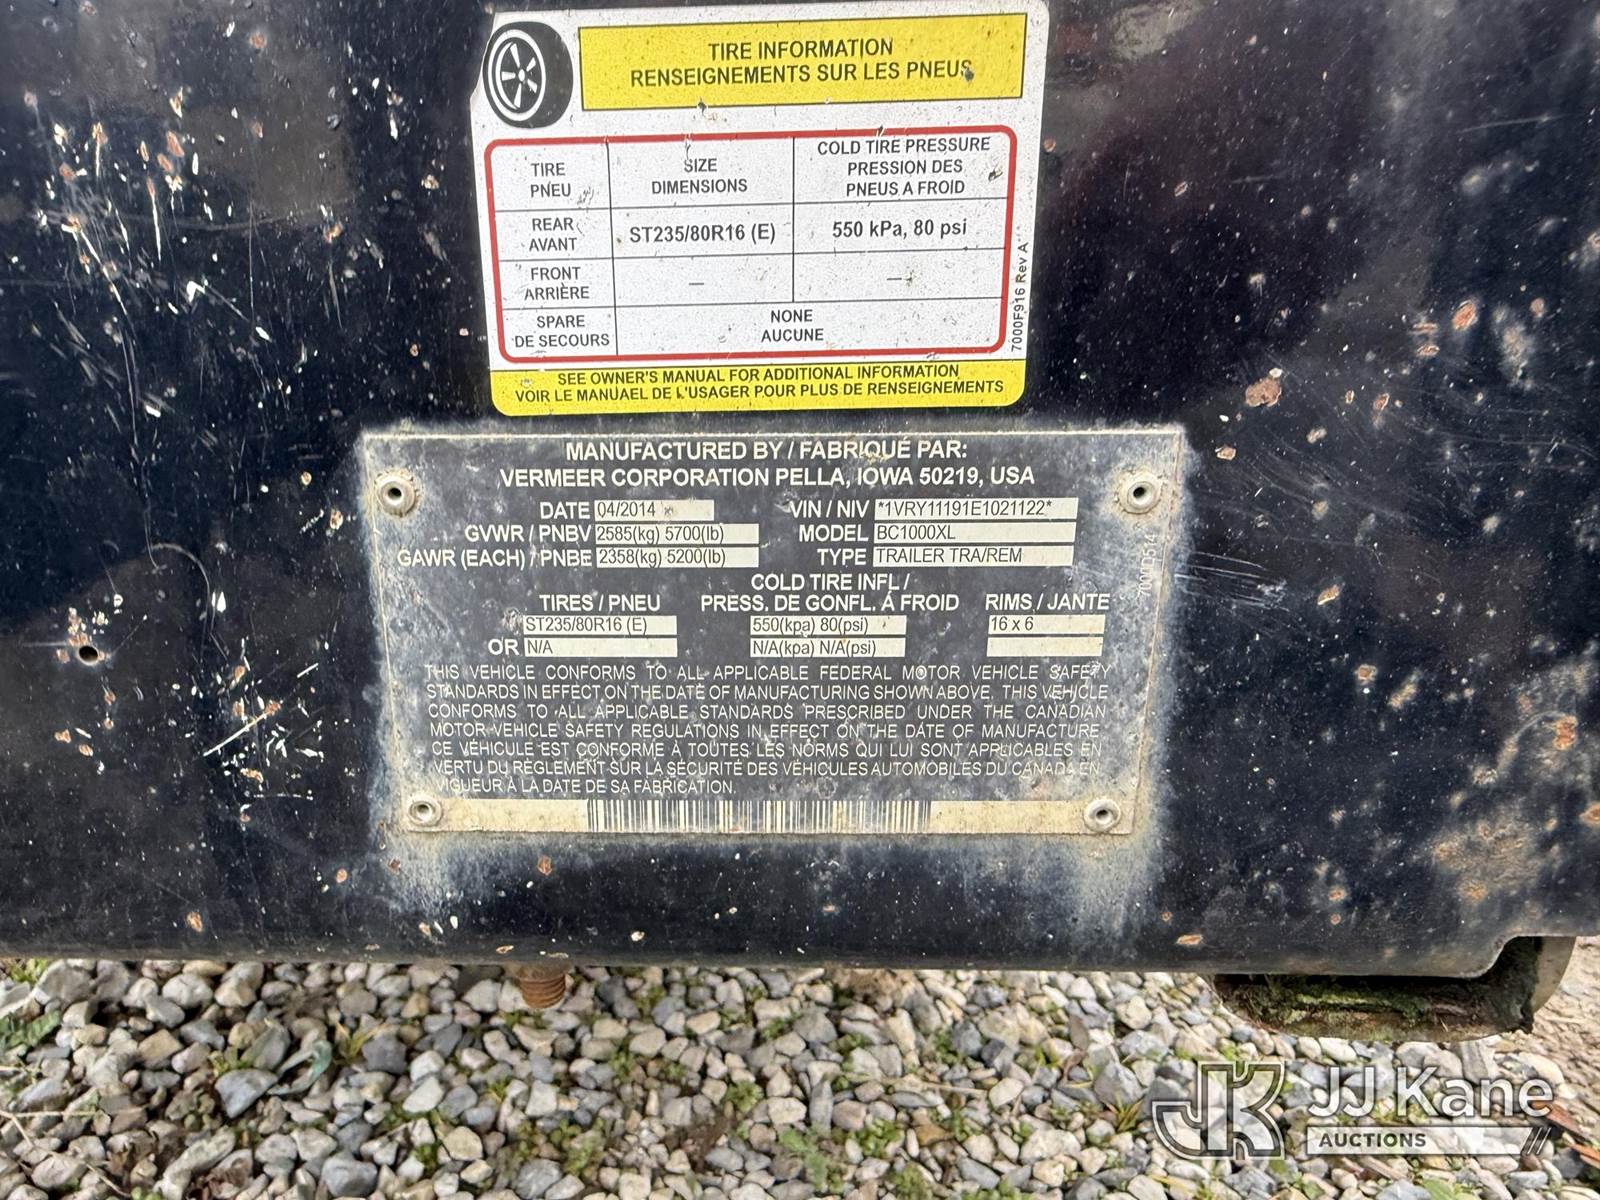 TIRE INFORMATION
RENSEIGNEMENTS SUR LES PNEUS
TIRE PNEU SIZE DIMENSIONS COLD TIRE PRESSURE PRESSION DES PNEUS A FROID
REAR AVANT ST235/80R16 (E) 550 kPa, 80 psi
FRONT ARRIÈRE — —
SPARE DE SECOURS NONE AUCUNE
SEE OWNER'S MANUAL FOR ADDITIONAL INFORMATION
VOIR LE MANUAEL DE L'USAGER POUR PLUS DE RENSEIGNEMENTS
7000F916 Rev A
MANUFACTURED BY / FABRIQUÉ PAR:
VERMEER CORPORATION PELLA, IOWA 50219, USA
DATE 04/2014 VIN / NIV *1VRY11191E1021122*
GVWR / PNBV 2585(kg) 5700(lb) MODEL BC1000XL
GAWR (EACH) / PNBE 2358(kg) 5200(lb) TYPE TRAILER TRA/REM
COLD TIRE INFL /
TIRES / PNEU PRESS. DE GONFL. Á FROID RIMS / JANTE
ST235/80R16 (E) 550(kpa) 80(psi) 16 x 6
OR N/A N/A(kpa) N/A(psi)
7000D514
THIS VEHICLE CONFORMS TO ALL APPLICABLE FEDERAL MOTOR VEHICLE SAFETY
STANDARDS IN EFFECT ON THE DATE OF MANUFACTURING SHOWN ABOVE. THIS VEHICLE
CONFORMS TO ALL APPLICABLE STANDARDS PRESCRIBED UNDER THE CANADIAN
MOTOR VEHICLE SAFETY REGULATIONS IN EFFECT ON THE DATE OF MANUFACTURE
CE VÉHICULE EST CONFORME À TOUTES LES NORMS QUI LUI SONT APPLICABLES EN
VERTU DU RÈGLEMENT SUR LA SÉCURITÉ DES VÉHICULES AUTOMOBILES DU CANADA EN
VIGUEUR À LA DATE DE SA FABRICATION.
JK JJ Kane
AUCTIONS